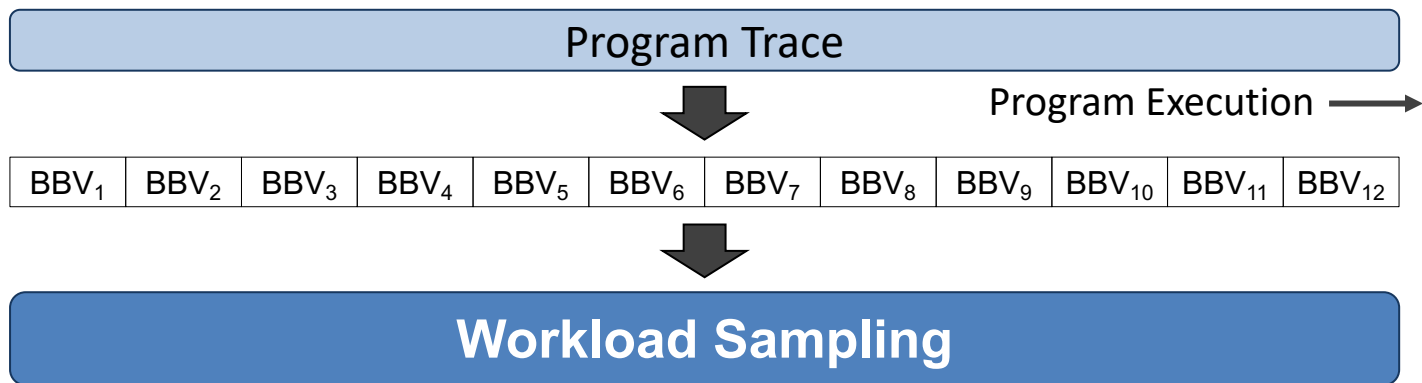 Program Trace
Program Execution
BBV₁ BBV₂ BBV₃ BBV₄ BBV₅ BBV₆ BBV₇ BBV₈ BBV₉ BBV₁₀ BBV₁₁ BBV₁₂
Workload Sampling